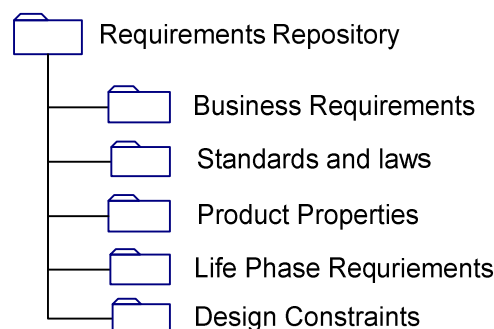 Requirements Repository
Business Requirements
Standards and laws
Product Properties
Life Phase Requriements
Design Constraints